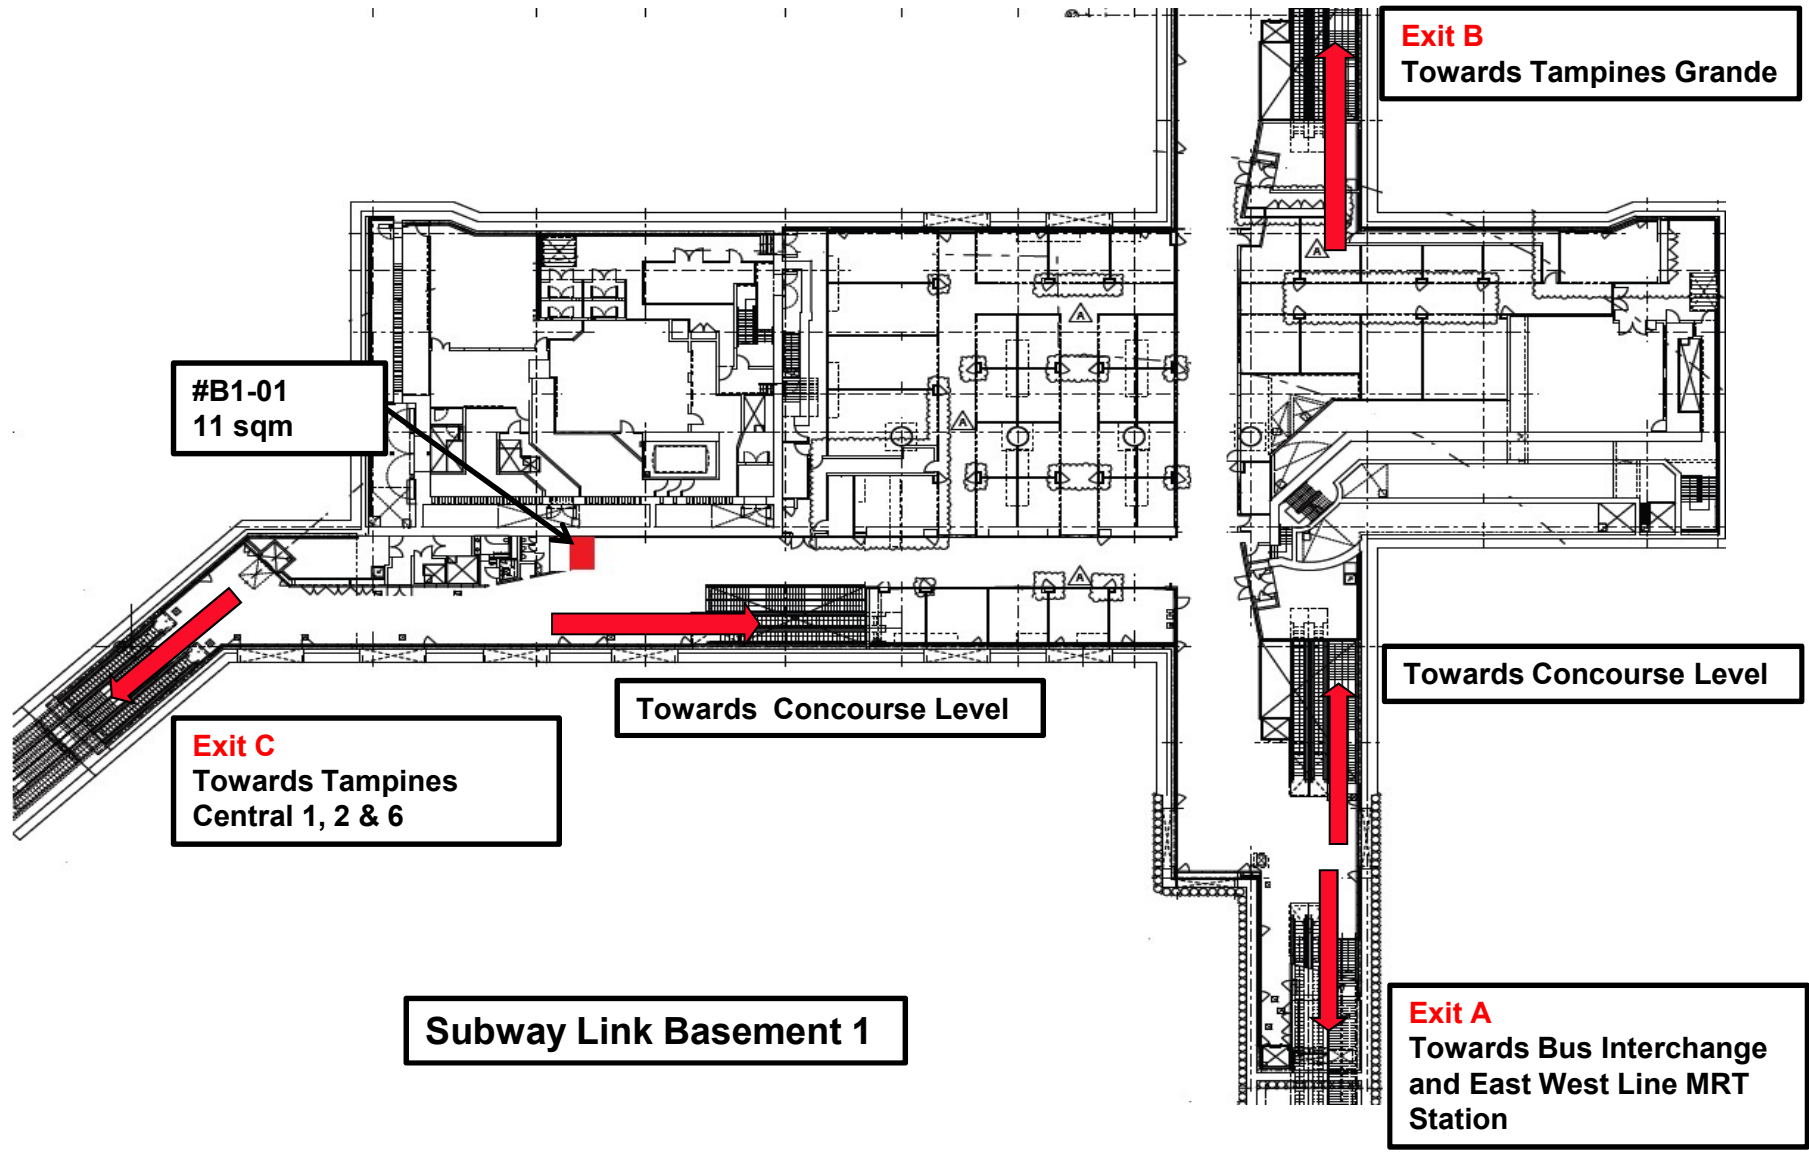 Exit B
Towards Tampines Grande
A
A
#B1-01
11 sqm
A
A
Towards Concourse Level
Towards Concourse Level
Exit C
Towards Tampines
Central 1, 2 & 6
Subway Link Basement 1
Exit A
Towards Bus Interchange
and East West Line MRT
Station